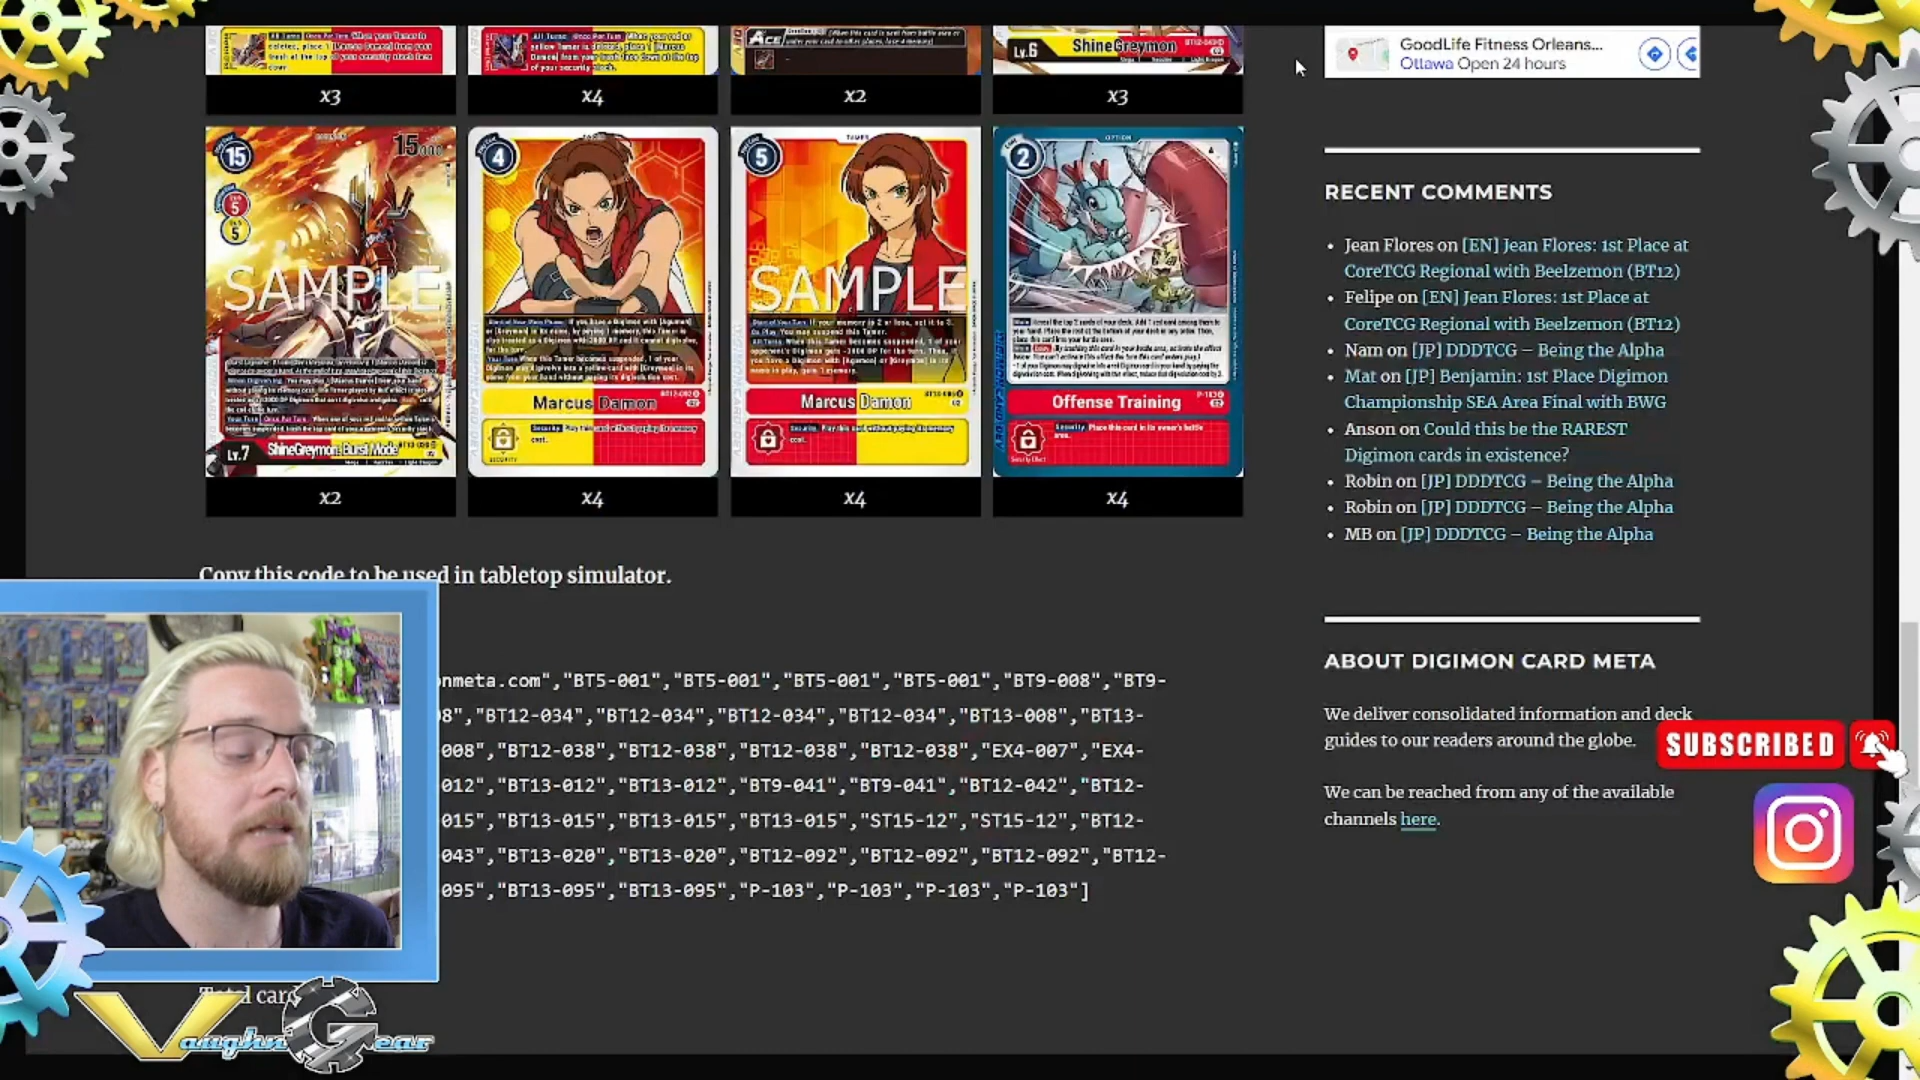 ACE
Lv.6 ShineGreymon
x3
x4
x2
x3
GoodLife Fitness Orleans...
Ottawa Open 24 hours
15
15000
5
5
SAMPLE
Lv.7 ShineGreymon: Burst Mode
x2
4
Marcus Damon
x4
5
SAMPLE
Marcus Damon
x4
OPTION
2
Offense Training
P-103
x4
RECENT COMMENTS
Jean Flores on [EN] Jean Flores: 1st Place at
CoreTCG Regional with Beelzemon (BT12)
Felipe on [EN] Jean Flores: 1st Place at
CoreTCG Regional with Beelzemon (BT12)
Nam on [JP] DDDTCG – Being the Alpha
Mat on [JP] Benjamin: 1st Place Digimon
Championship SEA Area Final with BWG
Anson on Could this be the RAREST
Digimon cards in existence?
Robin on [JP] DDDTCG – Being the Alpha
Robin on [JP] DDDTCG – Being the Alpha
MB on [JP] DDDTCG – Being the Alpha
Copy this code to be used in tabletop simulator.
onmeta.com","BT5-001","BT5-001","BT5-001","BT5-001","BT9-008","BT9-
8","BT12-034","BT12-034","BT12-034","BT12-034","BT13-008","BT13-
008","BT12-038","BT12-038","BT12-038","BT12-038","EX4-007","EX4-
012","BT13-012","BT13-012","BT9-041","BT9-041","BT12-042","BT12-
015","BT13-015","BT13-015","BT13-015","ST15-12","ST15-12","BT12-
043","BT13-020","BT13-020","BT12-092","BT12-092","BT12-092","BT12-
095","BT13-095","BT13-095","P-103","P-103","P-103","P-103"]
Total car
ABOUT DIGIMON CARD META
We deliver consolidated information and deck
guides to our readers around the globe.
We can be reached from any of the available
channels here.
SUBSCRIBED
Vaughn Gear